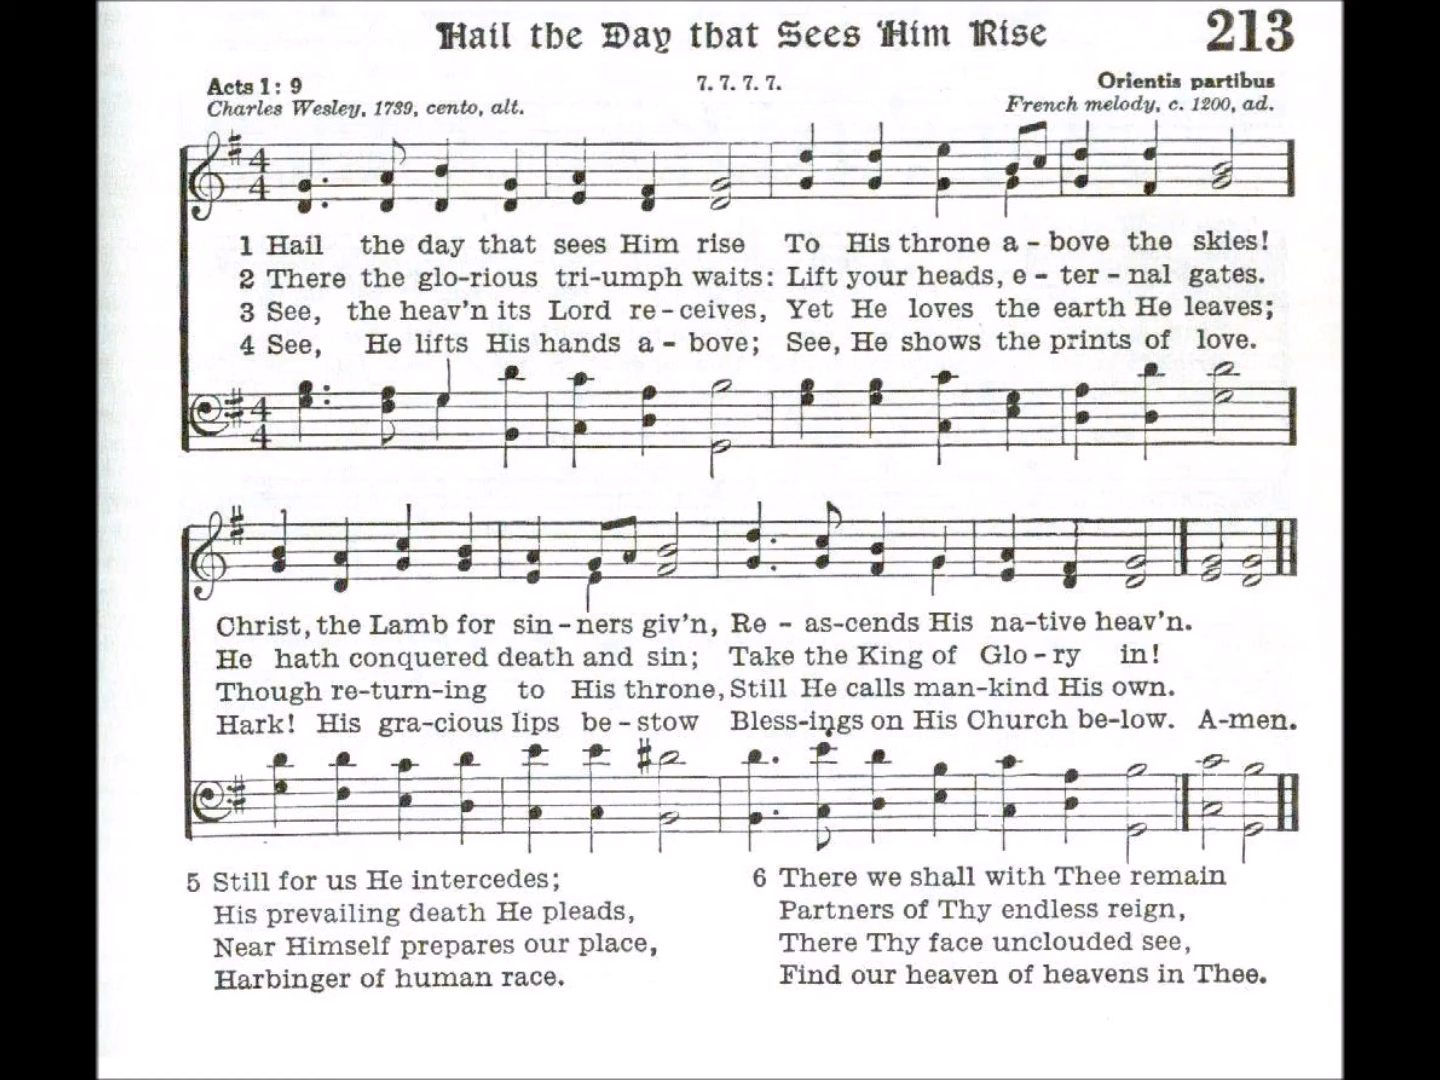 Hail the Day that Sees Him Rise 213
Acts 1: 9 7. 7. 7. 7. Orientis partibus
Charles Wesley, 1739, cento, alt. French melody, c. 1200, ad.
4
4
1 Hail the day that sees Him rise To His throne a - bove the skies!
2 There the glo-rious tri-umph waits: Lift your heads, e - ter - nal gates.
3 See, the heav'n its Lord re-ceives, Yet He loves the earth He leaves;
4 See, He lifts His hands a - bove; See, He shows the prints of love.
4
4
Christ, the Lamb for sin-ners giv'n, Re - as-cends His na-tive heav'n.
He hath conquered death and sin; Take the King of Glo-ry in!
Though re-turn-ing to His throne, Still He calls man-kind His own.
Hark! His gra-cious lips be-stow Bless-ings on His Church be-low. A-men.
5 Still for us He intercedes;
His prevailing death He pleads,
Near Himself prepares our place,
Harbinger of human race.
6 There we shall with Thee remain
Partners of Thy endless reign,
There Thy face unclouded see,
Find our heaven of heavens in Thee.